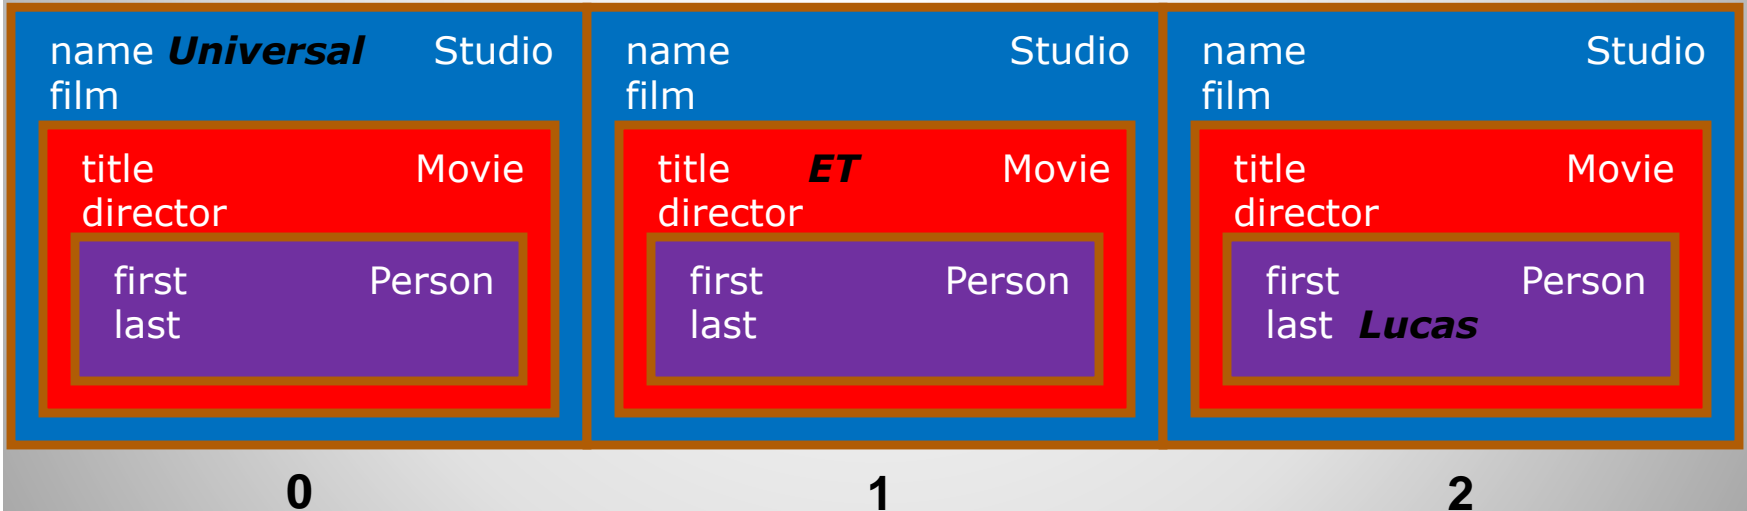 name Universal Studio
film
title Movie
director
first Person
last
0
name Studio
film
title ET Movie
director
first Person
last
1
name Studio
film
title Movie
director
first Person
last Lucas
2